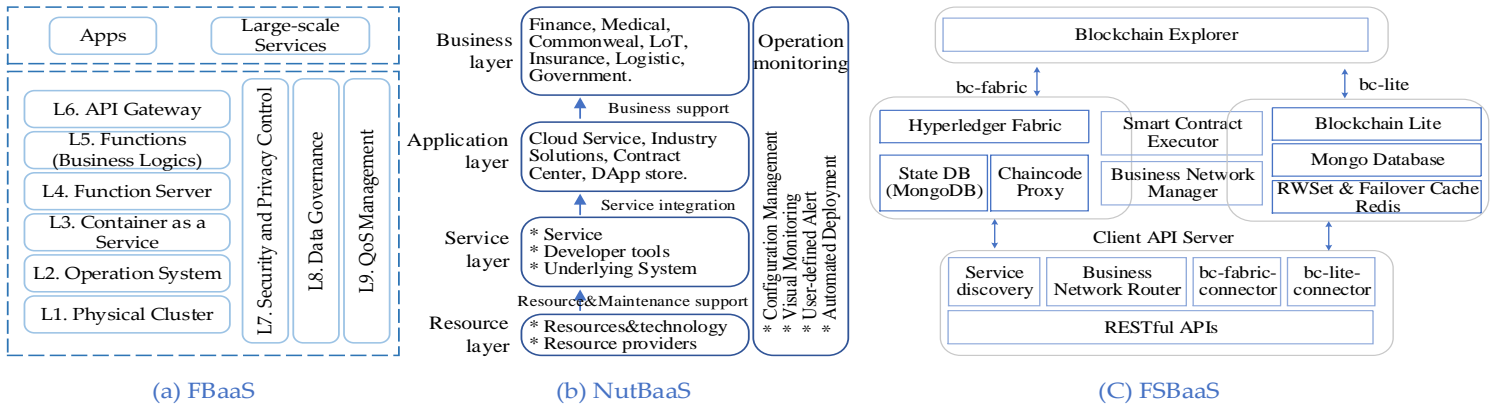 Apps
Large-scale
Services
L6. API Gateway
L5. Functions
(Business Logics)
L4. Function Server
L3. Container as a
Service
L2. Operation System
L1. Physical Cluster
L7. Security and Privacy Control
L8. Data Governance
L9. QoS Management
(a) FBaaS
Business
layer
Finance, Medical,
Commonweal, LoT,
Insurance, Logistic,
Government.
Business support
Application
layer
Cloud Service, Industry
Solutions, Contract
Center, DApp store.
Service integration
Service
layer
* Service
* Developer tools
* Underlying System
Resource&Maintenance support
Resource
layer
* Resources&technology
* Resource providers
Operation
monitoring
* Configuration Management
* Visual Monitoring
* User-defined Alert
* Automated Deployment
(b) NutBaaS
Blockchain Explorer
bc-fabric
bc-lite
Hyperledger Fabric
State DB
(MongoDB)
Chaincode
Proxy
Smart Contract
Executor
Business Network
Manager
Blockchain Lite
Mongo Database
RWSet & Failover Cache
Redis
Client API Server
Service
discovery
Business
Network Router
bc-fabric-
connector
bc-lite-
connector
RESTful APIs
(C) FSBaaS